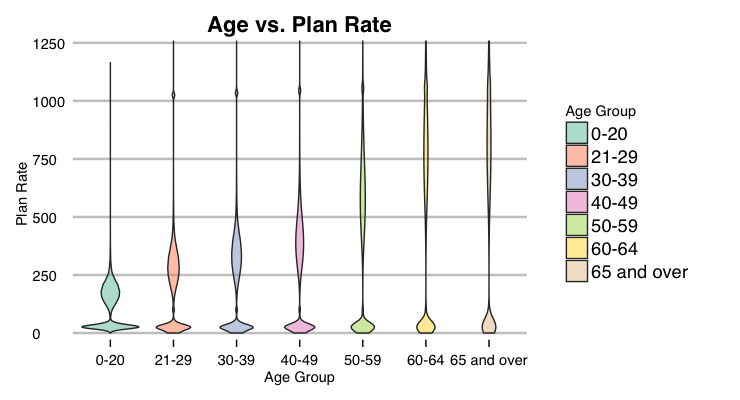 Age vs. Plan Rate
1250
1000
750
500
250
0
Plan Rate
0-20 21-29 30-39 40-49 50-59 60-64 65 and over
Age Group
Age Group
0-20
21-29
30-39
40-49
50-59
60-64
65 and over